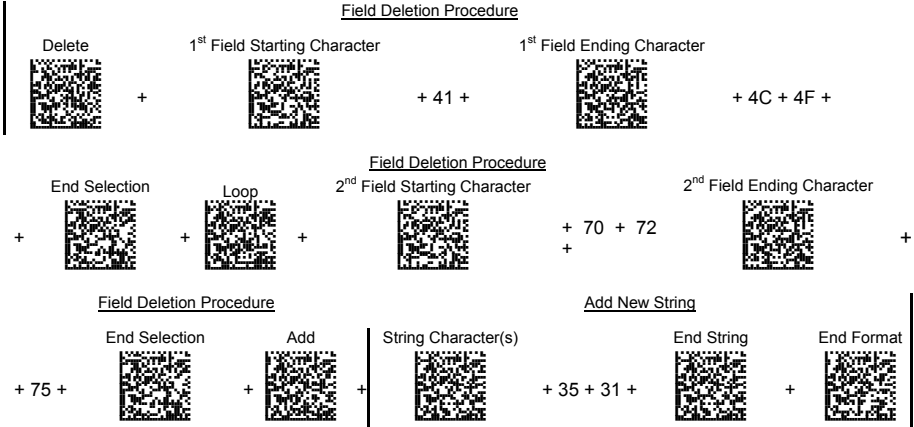 Field Deletion Procedure
Delete 1st Field Starting Character 1st Field Ending Character
+ + 41 + + 4C + 4F +
Field Deletion Procedure
End Selection Loop 2nd Field Starting Character 2nd Field Ending Character
+ + + + 70 + 72 + +
Field Deletion Procedure Add New String
End Selection Add String Character(s) End String End Format
+ 75 + + + + 35 + 31 + +